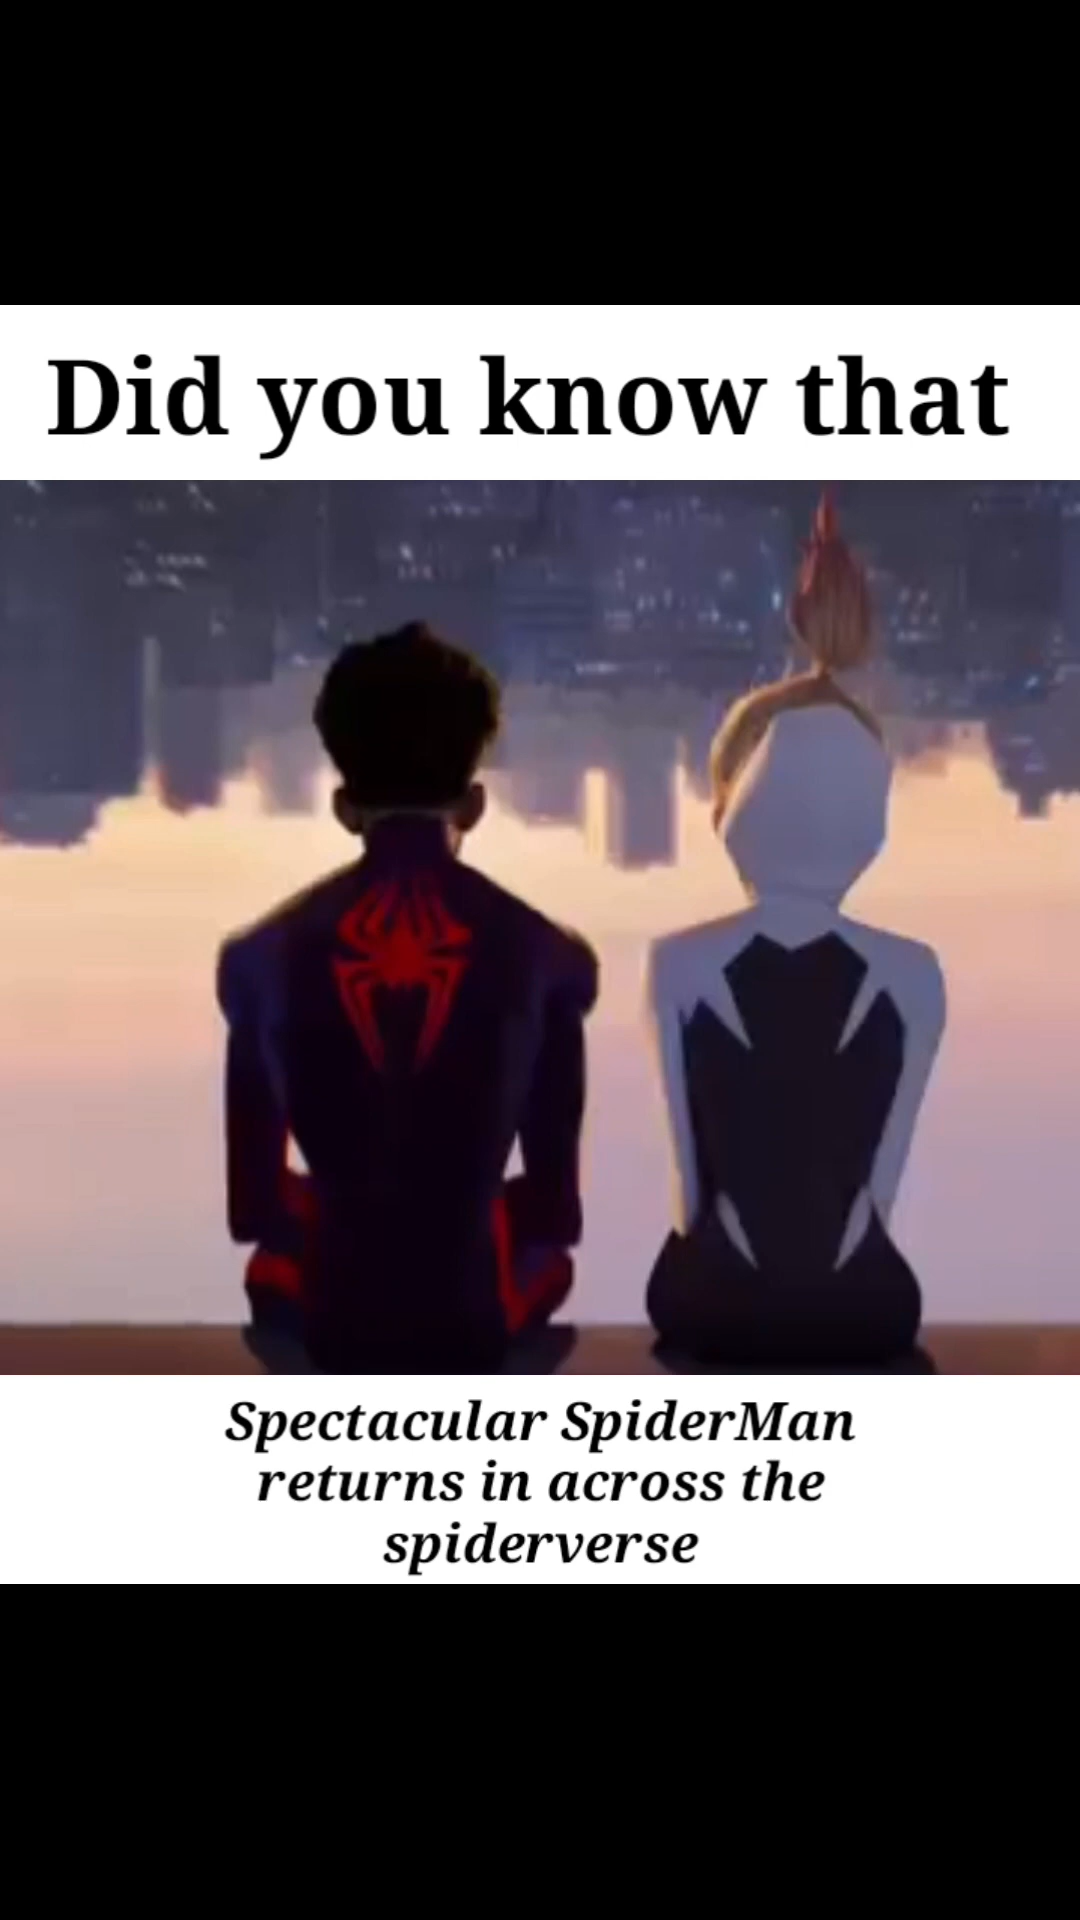 Did you know that
Spectacular SpiderMan
returns in across the
spiderverse